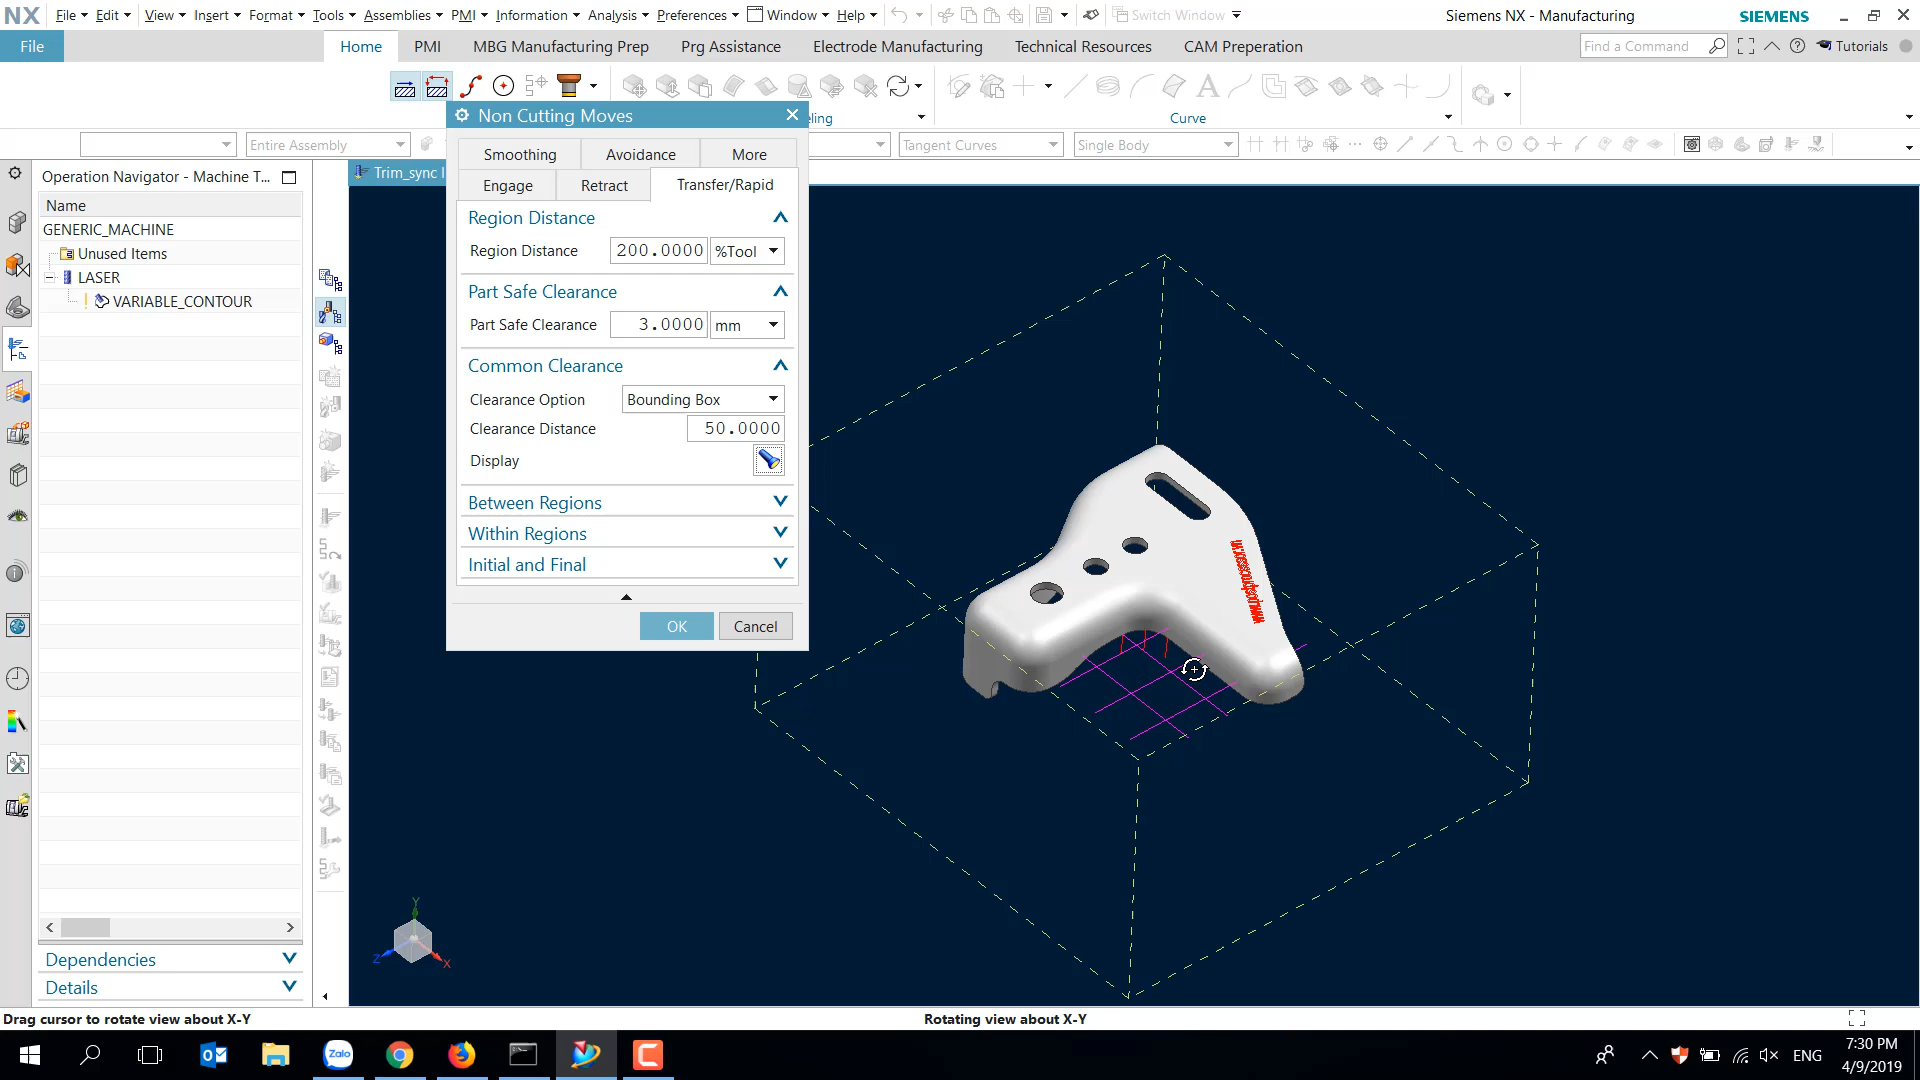 NX
File Edit View Insert Format Tools Assemblies PMI Information Analysis Preferences Window Help
Switch Window
Siemens NX - Manufacturing
SIEMENS
File
Home PMI MBG Manufacturing Prep Prg Assistance Electrode Manufacturing Technical Resources CAM Preperation
Find a Command
Tutorials
Curve
Entire Assembly
Tangent Curves
Single Body
Operation Navigator - Machine T...
Name
GENERIC_MACHINE
Unused Items
LASER
VARIABLE_CONTOUR
Dependencies
Details
Trim_sync
Non Cutting Moves
Smoothing Avoidance More
Engage Retract Transfer/Rapid
Region Distance
Region Distance 200.0000 %Tool
Part Safe Clearance
Part Safe Clearance 3.0000 mm
Common Clearance
Clearance Option Bounding Box
Clearance Distance 50.0000
Display
Between Regions
Within Regions
Initial and Final
OK Cancel
Y
Z
X
Drag cursor to rotate view about X-Y
Rotating view about X-Y
Zalo
ENG
7:30 PM
4/9/2019